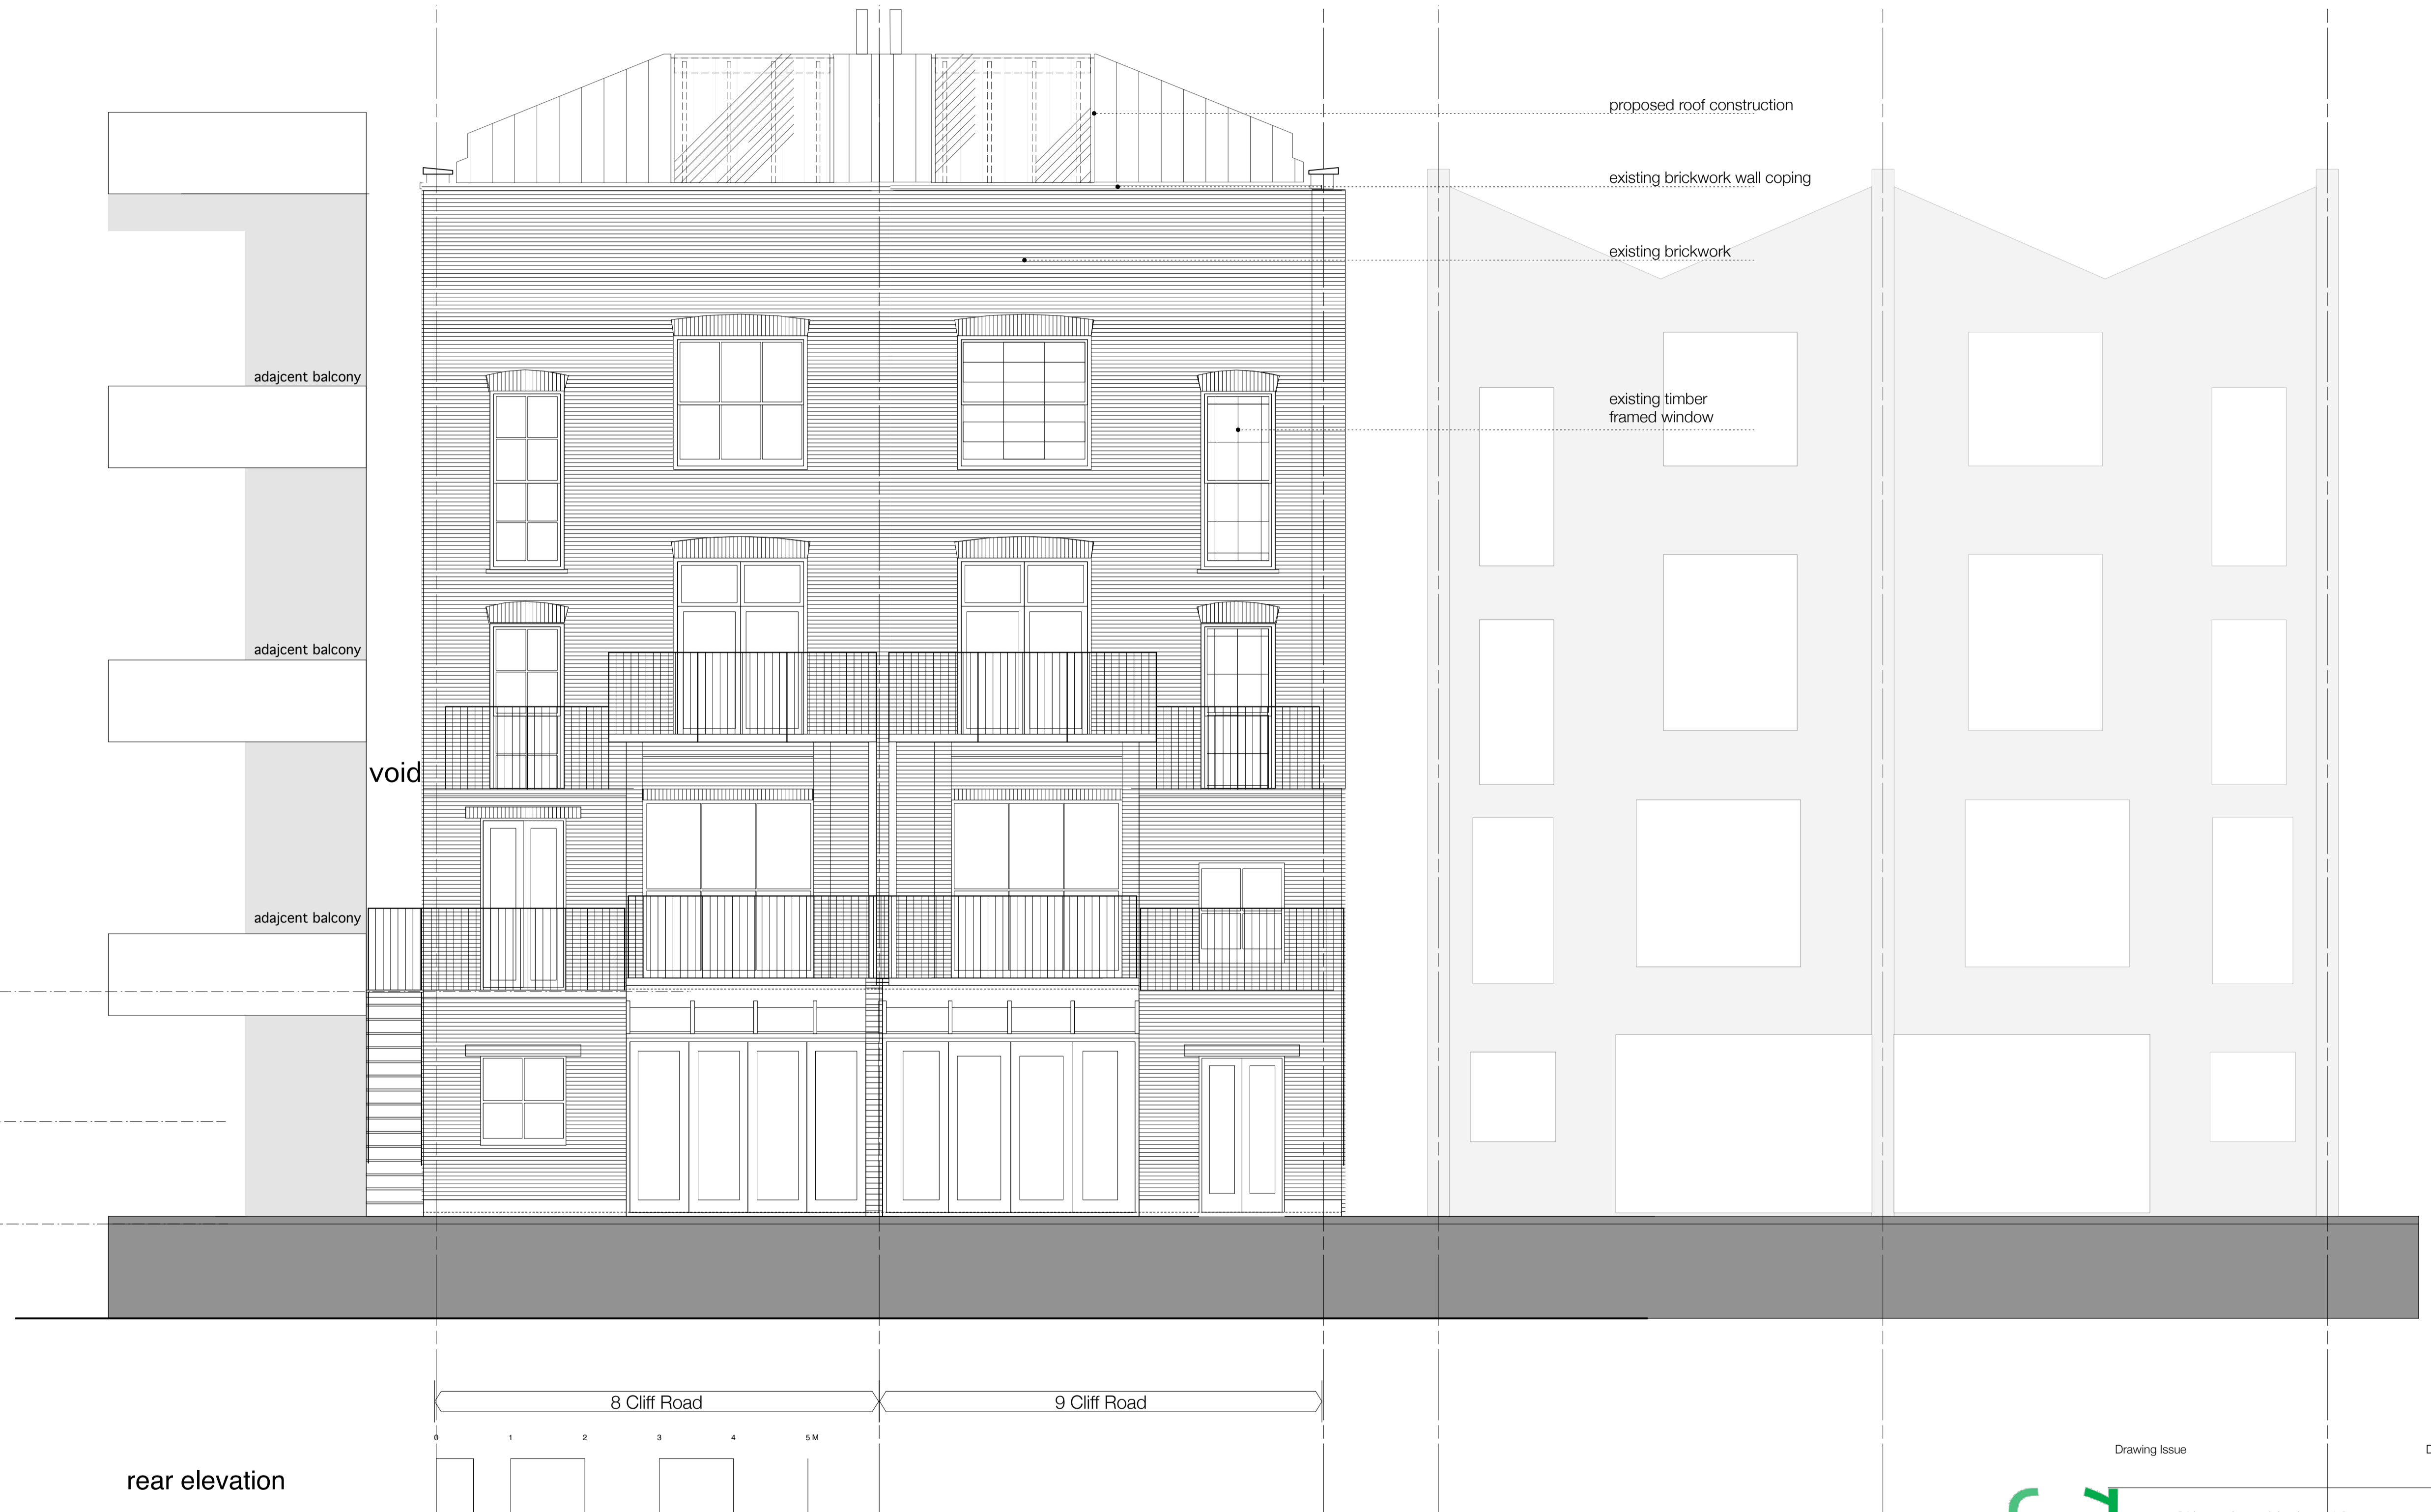 proposed roof construction
existing brickwork wall coping
existing brickwork
adajcent balcony
existing timber
framed window
adajcent balcony
void
adajcent balcony
8 Cliff Road
9 Cliff Road
0 1 2 3 4 5 M
Drawing Issue
rear elevation